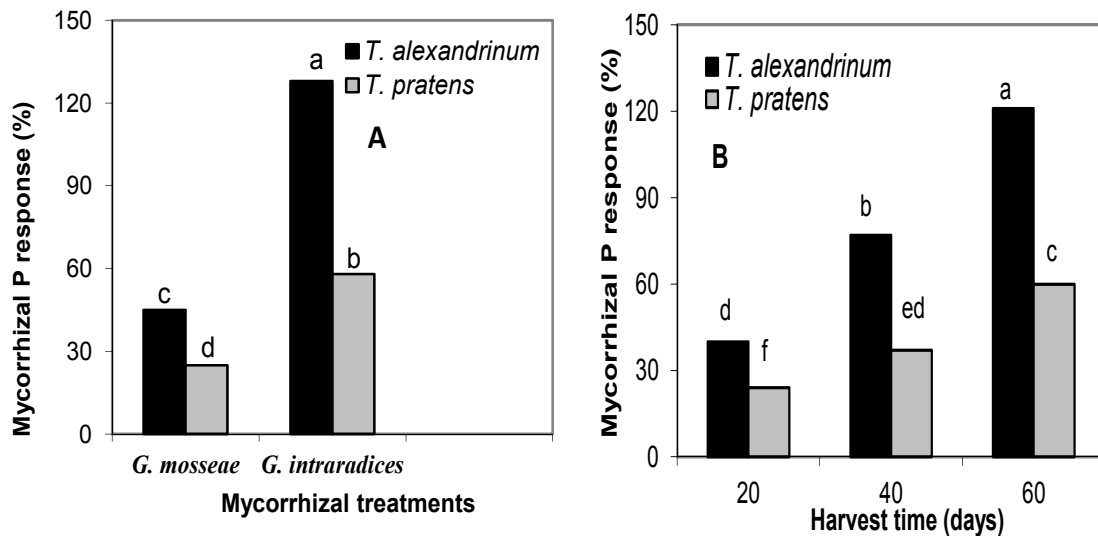 Mycorrhizal P response (%)
150
120
90
60
30
0
T. alexandrinum
T. pratens
A
c
d
a
b
G. mosseae
G. intraradices
Mycorrhizal treatments
Mycorrhizal P response (%)
150
120
90
60
30
0
T. alexandrinum
T. pratens
B
d
f
b
ed
a
c
20
40
60
Harvest time (days)